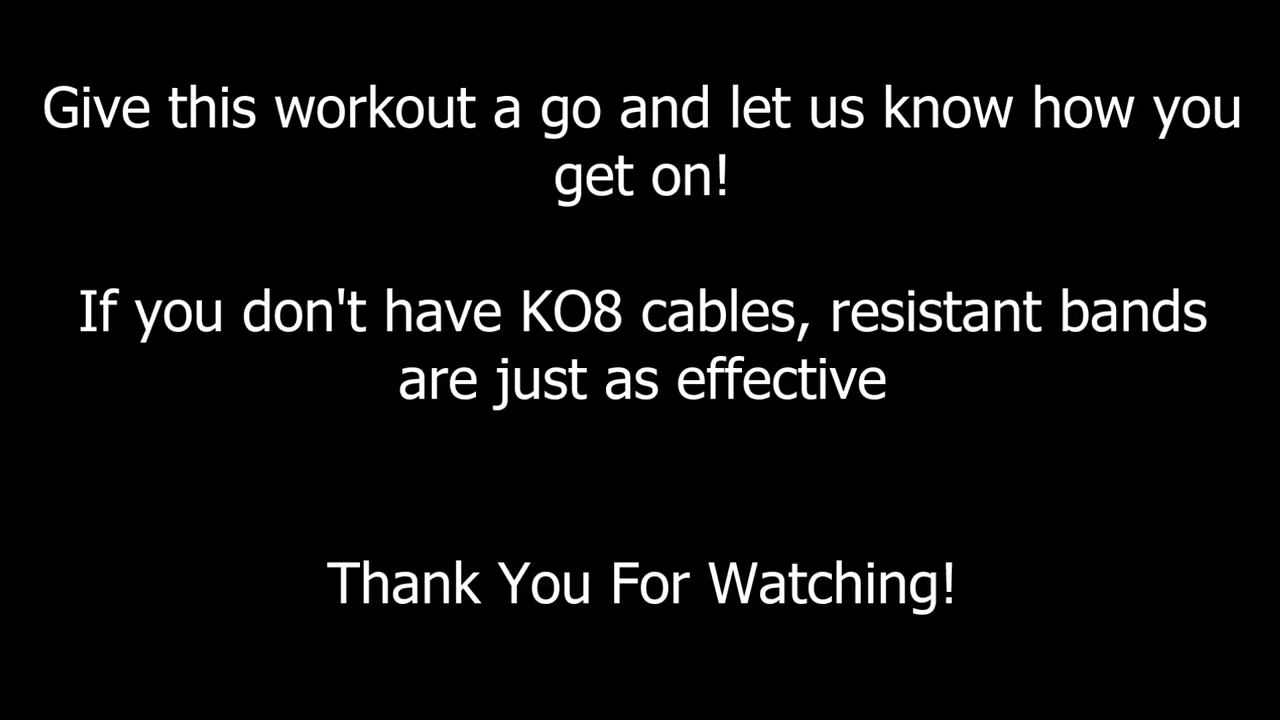 Give this workout a go and let us know how you
get on!
If you don't have KO8 cables, resistant bands
are just as effective
Thank You For Watching!